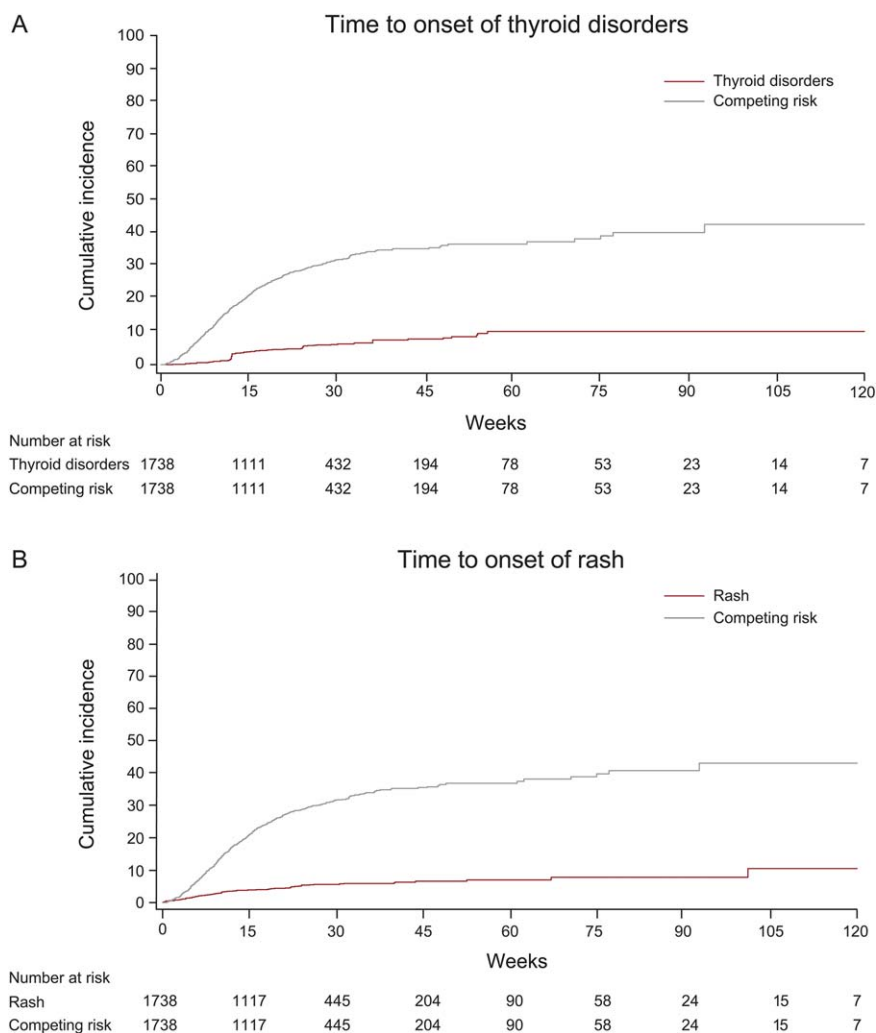 A
Time to onset of thyroid disorders
100
90
80
70
60
50
40
30
20
10
0
Cumulative incidence
Thyroid disorders
Competing risk
0 15 30 45 60 75 90 105 120
Weeks
Number at risk
Thyroid disorders 1738 1111 432 194 78 53 23 14 7
Competing risk 1738 1111 432 194 78 53 23 14 7
B
Time to onset of rash
100
90
80
70
60
50
40
30
20
10
0
Cumulative incidence
Rash
Competing risk
0 15 30 45 60 75 90 105 120
Weeks
Number at risk
Rash 1738 1117 445 204 90 58 24 15 7
Competing risk 1738 1117 445 204 90 58 24 15 7